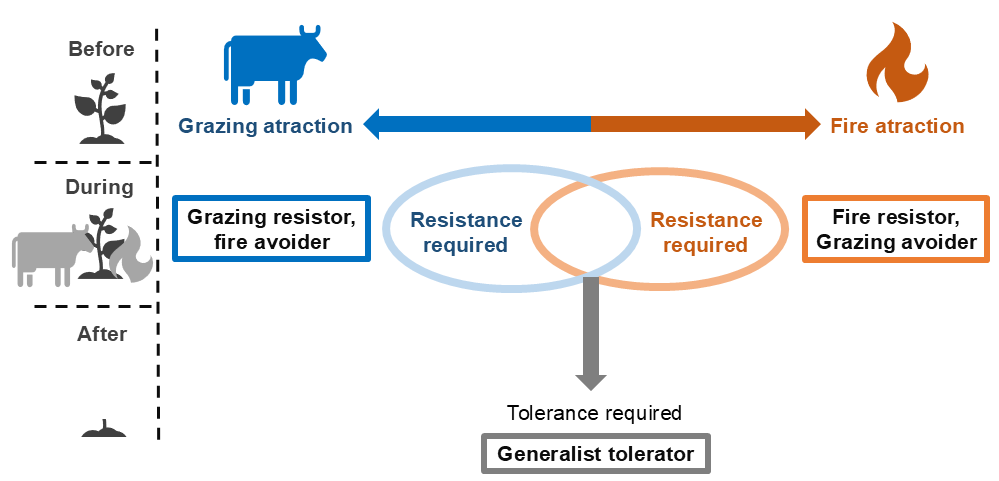 Before
Grazing atraction
Fire atraction
During
Grazing resistor,
fire avoider
Resistance
required
Resistance
required
Fire resistor,
Grazing avoider
After
Tolerance required
Generalist tolerator